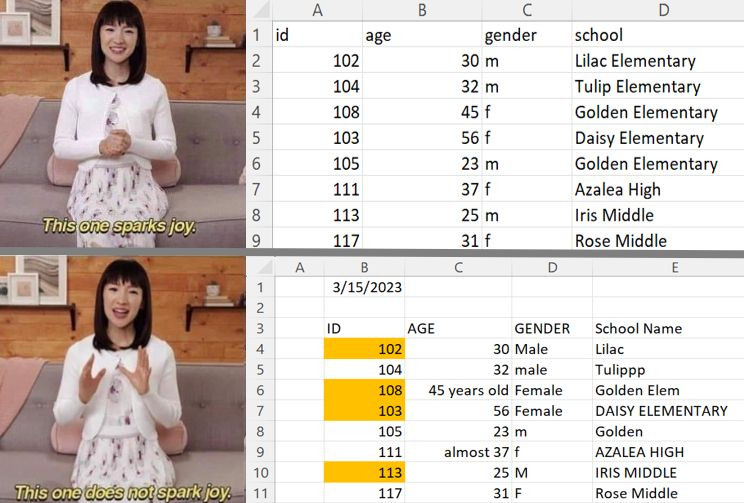 A B C D
1 id age gender school
2 102 30 m Lilac Elementary
3 104 32 m Tulip Elementary
4 108 45 f Golden Elementary
5 103 56 f Daisy Elementary
6 105 23 m Golden Elementary
7 111 37 f Azalea High
8 113 25 m Iris Middle
9 117 31 f Rose Middle
This one sparks joy.
A B C D E
1 3/15/2023
2
3 ID AGE GENDER School Name
4 102 30 Male Lilac
5 104 32 male Tulippp
6 108 45 years old Female Golden Elem
7 103 56 Female DAISY ELEMENTARY
8 105 23 m Golden
9 111 almost 37 f AZALEA HIGH
10 113 25 M IRIS MIDDLE
11 117 31 F Rose Middle
This one does not spark joy.